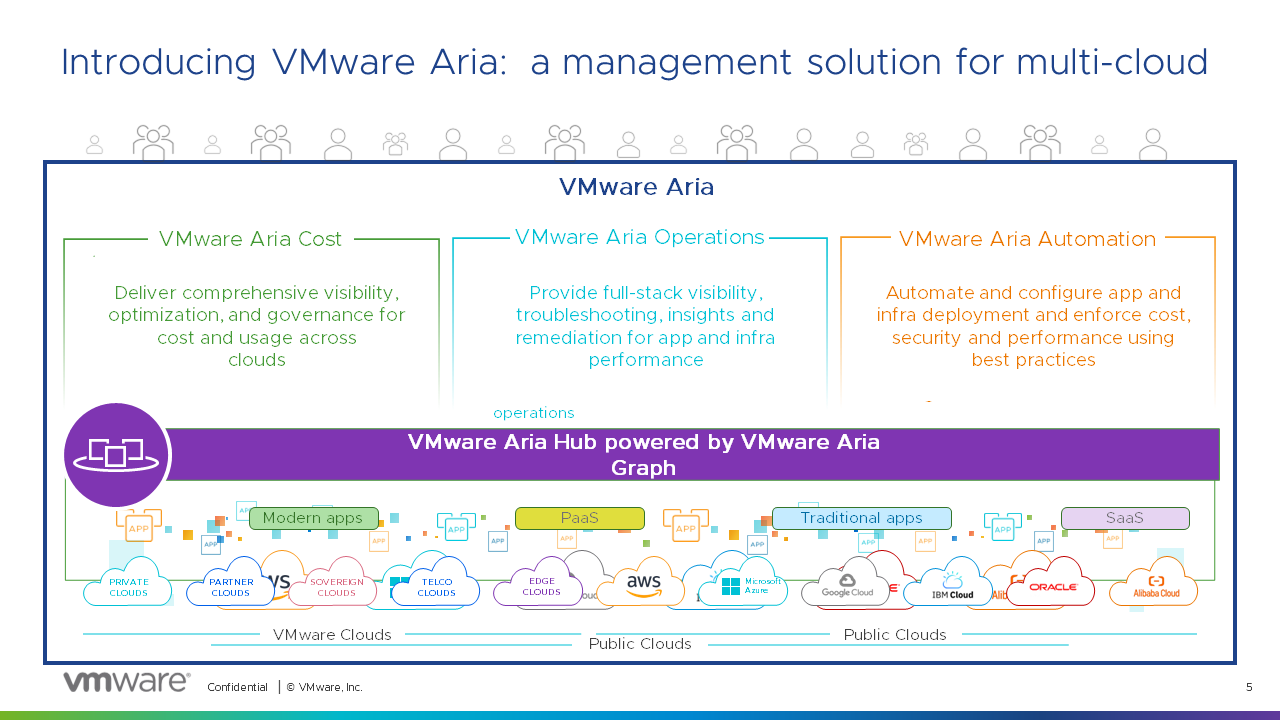 Introducing VMware Aria: a management solution for multi-cloud
VMware Aria
VMware Aria Cost
Deliver comprehensive visibility,
optimization, and governance for
cost and usage across
clouds
VMware Aria Operations
Provide full-stack visibility,
troubleshooting, insights and
remediation for app and infra
performance
operations
VMware Aria Automation
Automate and configure app and
infra deployment and enforce cost,
security and performance using
best practices
VMware Aria Hub powered by VMware Aria
Graph
Modern apps
PaaS
Traditional apps
SaaS
APP
APP
APP
APP
APP
APP
APP
APP
APP
APP
APP
APP
PRIVATE
CLOUDS
PARTNER
CLOUDS
SOVEREIGN
CLOUDS
TELCO
CLOUDS
EDGE
CLOUDS
aws
Microsoft
Azure
Google Cloud
IBM Cloud
ORACLE
Alibaba Cloud
VMware Clouds
Public Clouds
Public Clouds
vmware®
Confidential | © VMware, Inc.
5